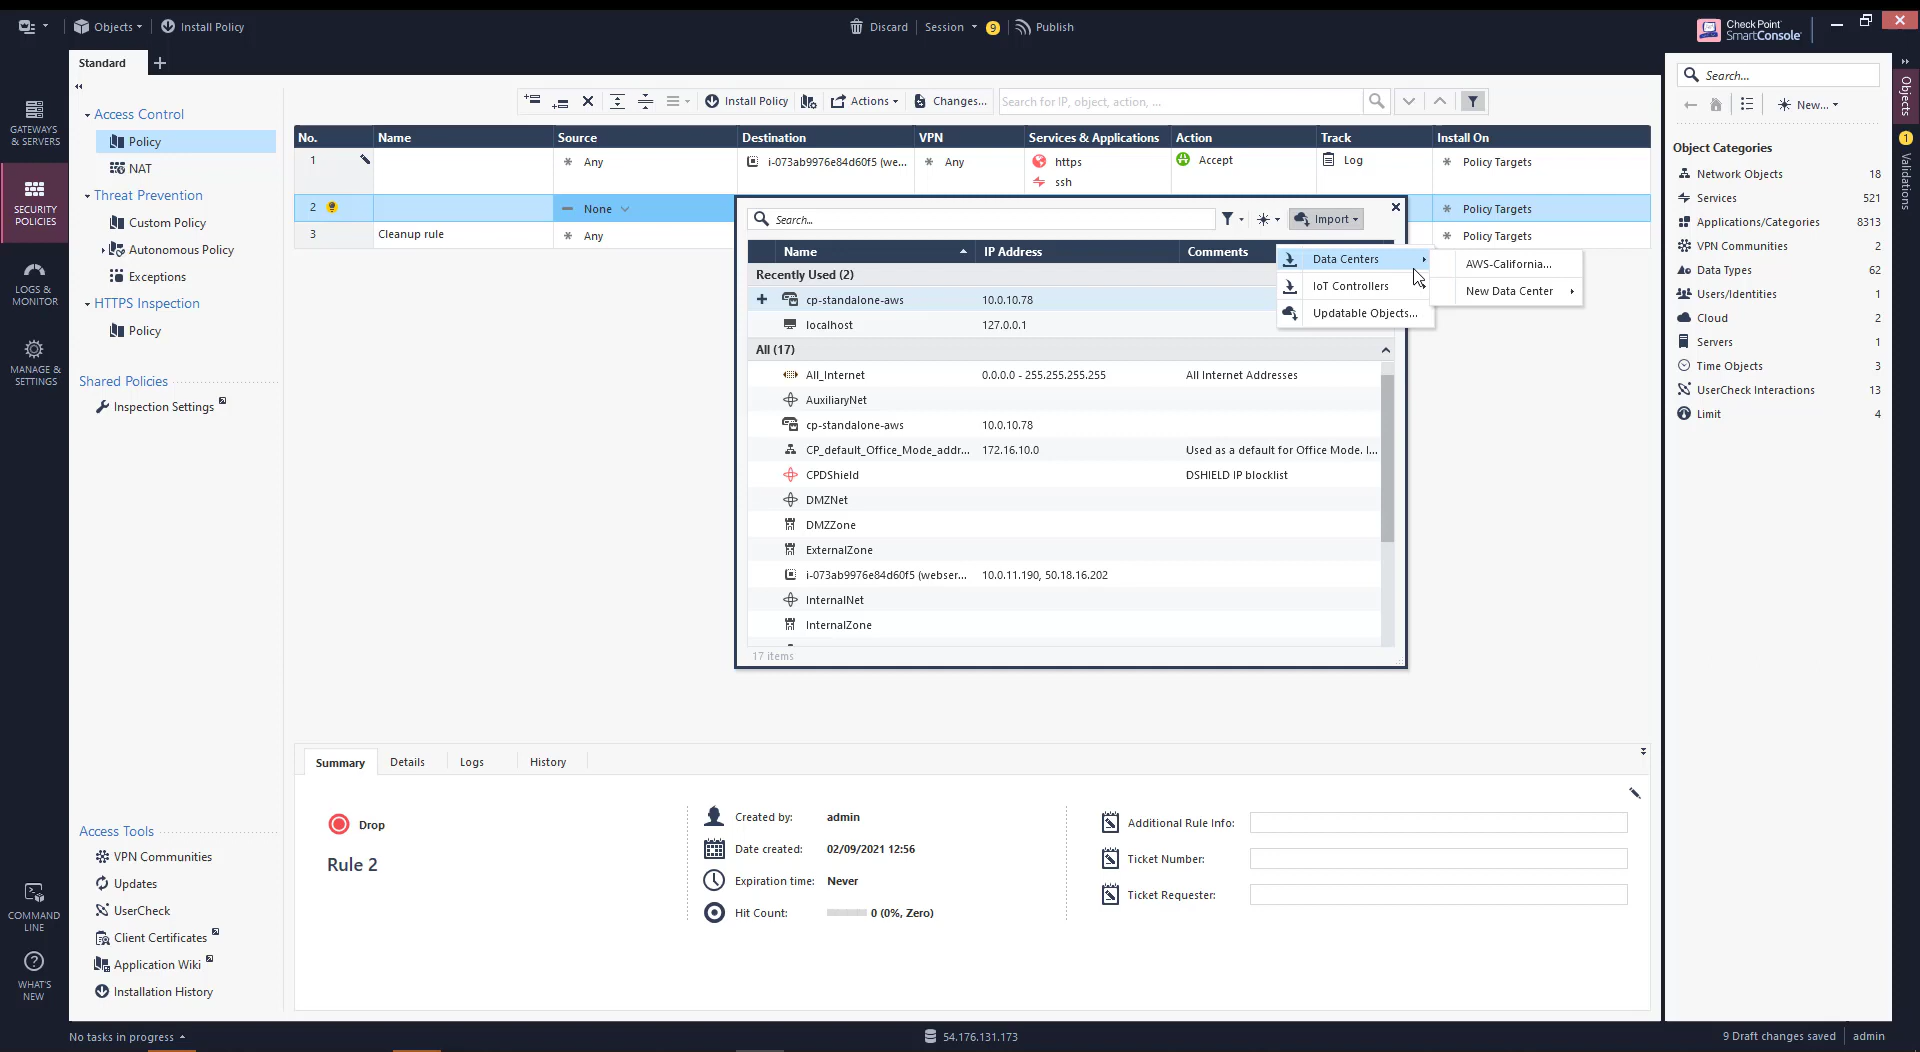 Objects
Install Policy
Discard
Session
9
Publish
Check Point
SmartConsole
Standard
GATEWAYS
& SERVERS
SECURITY
POLICIES
LOGS &
MONITOR
MANAGE &
SETTINGS
COMMAND
LINE
WHAT'S
NEW
Access Control
Policy
NAT
Threat Prevention
Custom Policy
Autonomous Policy
Exceptions
HTTPS Inspection
Policy
Shared Policies
Inspection Settings
Access Tools
VPN Communities
Updates
UserCheck
Client Certificates
Application Wiki
Installation History
Install Policy
Actions
Changes...
Search for IP, object, action, ...
No. Name Source Destination VPN Services & Applications Action Track Install On
1 Any i-073ab9976e84d60f5 (we... Any https Accept Log Policy Targets
ssh
2 None Policy Targets
3 Cleanup rule Any Policy Targets
Search...
Import
Name IP Address Comments
Recently Used (2)
cp-standalone-aws 10.0.10.78
localhost 127.0.0.1
All (17)
All_Internet 0.0.0.0 - 255.255.255.255 All Internet Addresses
AuxiliaryNet
cp-standalone-aws 10.0.10.78
CP_default_Office_Mode_addr... 172.16.10.0 Used as a default for Office Mode. I...
CPDShield DSHIELD IP blocklist
DMZNet
DMZZone
ExternalZone
i-073ab9976e84d60f5 (webser... 10.0.11.190, 50.18.16.202
InternalNet
InternalZone
17 items
Data Centers
IoT Controllers
Updatable Objects...
AWS-California...
New Data Center
Summary Details Logs History
Drop
Rule 2
Created by: admin
Date created: 02/09/2021 12:56
Expiration time: Never
Hit Count: 0 (0%, Zero)
Additional Rule Info:
Ticket Number:
Ticket Requester:
Search...
New...
Object Categories
Network Objects 18
Services 521
Applications/Categories 8313
VPN Communities 2
Data Types 62
Users/Identities 1
Cloud 2
Servers 1
Time Objects 3
UserCheck Interactions 13
Limit 4
Objects
1
Validations
No tasks in progress
54.176.131.173
9 Draft changes saved
admin